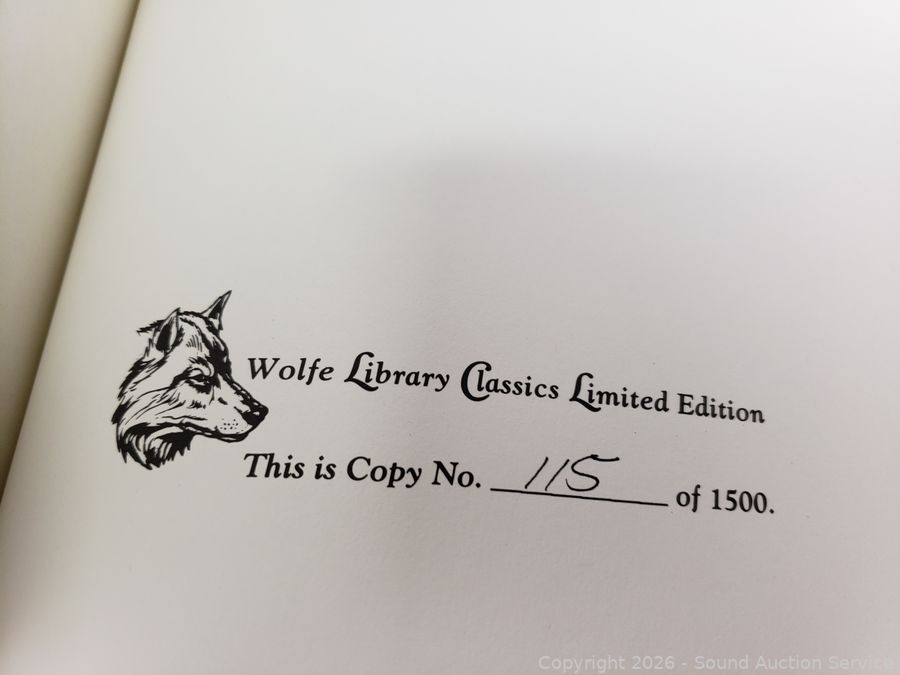 Wolfe Library Classics Limited Edition
This is Copy No. 115 of 1500.
Copyright 2026 - Sound Auction Service